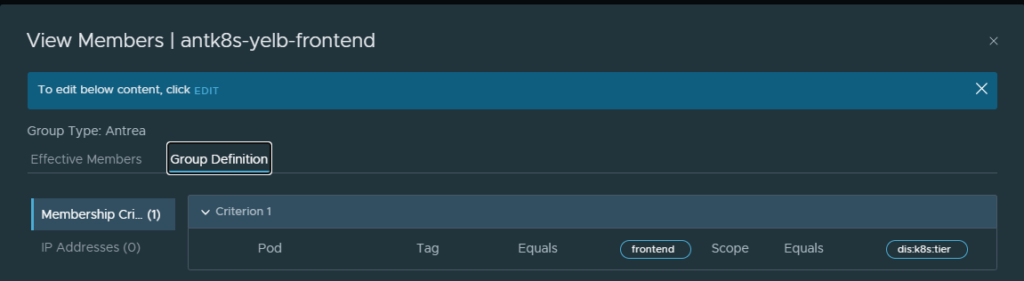 View Members | antk8s-yelb-frontend
To edit below content, click EDIT
Group Type: Antrea
Effective Members Group Definition
Membership Cri... (1)
Criterion 1
IP Addresses (0)
Pod Tag Equals frontend Scope Equals dis:k8s:tier